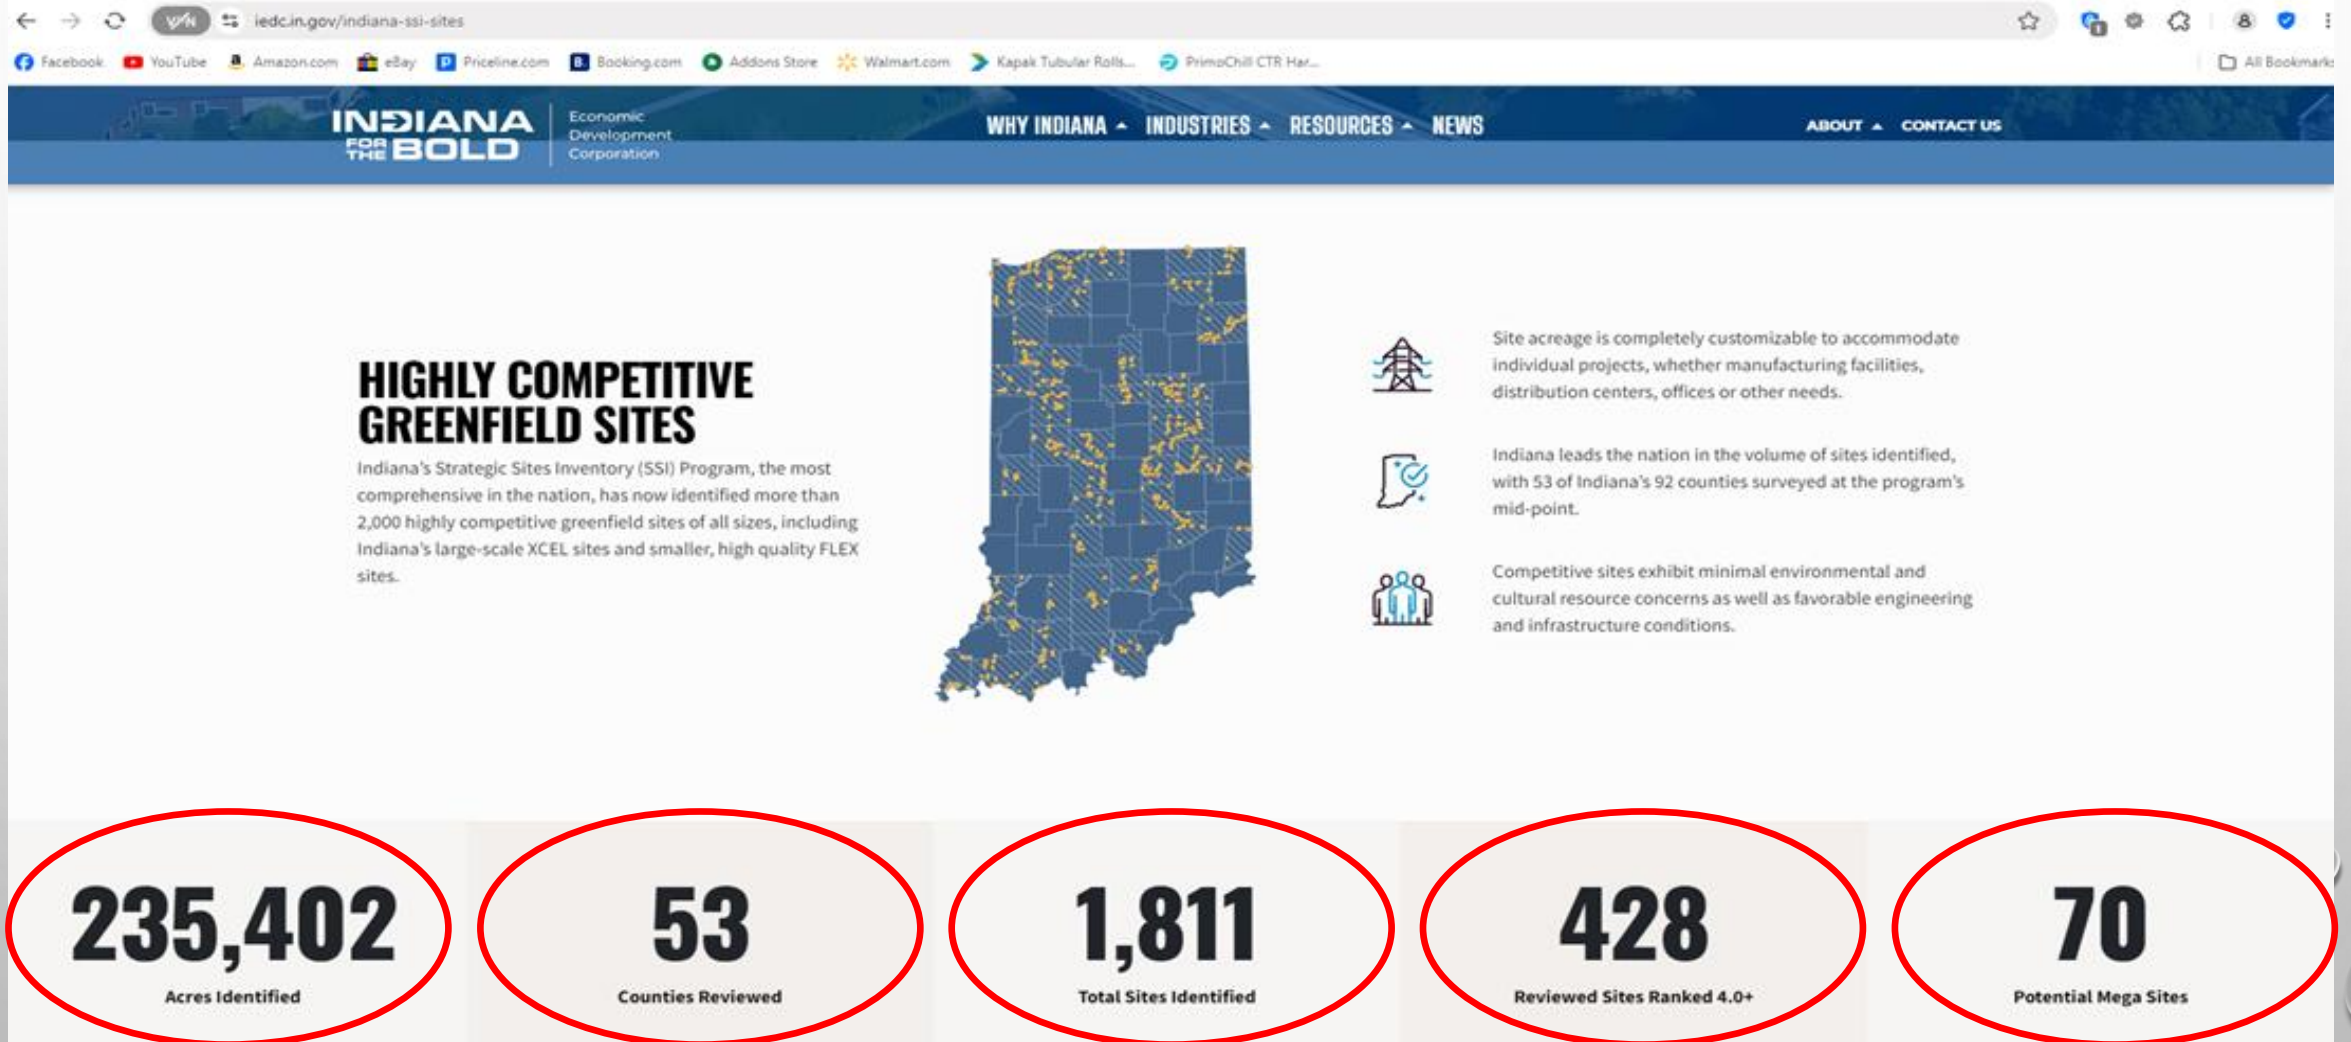 iedc.in.gov/indiana-ssi-sites
Facebook YouTube Amazon.com eBay Priceline.com Booking.com Addons Store Walmart.com Kapak Tubular Rolls... PrimoChill CTR Har... All Bookmarks
INDIANA FOR THE BOLD
Economic
Development
Corporation
WHY INDIANA INDUSTRIES RESOURCES NEWS
ABOUT CONTACT US
HIGHLY COMPETITIVE
GREENFIELD SITES
Indiana's Strategic Sites Inventory (SSI) Program, the most
comprehensive in the nation, has now identified more than
2,000 highly competitive greenfield sites of all sizes, including
Indiana's large-scale XCEL sites and smaller, high quality FLEX
sites.
Site acreage is completely customizable to accommodate
individual projects, whether manufacturing facilities,
distribution centers, offices or other needs.
Indiana leads the nation in the volume of sites identified,
with 53 of Indiana's 92 counties surveyed at the program's
mid-point.
Competitive sites exhibit minimal environmental and
cultural resource concerns as well as favorable engineering
and infrastructure conditions.
235,402
Acres Identified
53
Counties Reviewed
1,811
Total Sites Identified
428
Reviewed Sites Ranked 4.0+
70
Potential Mega Sites